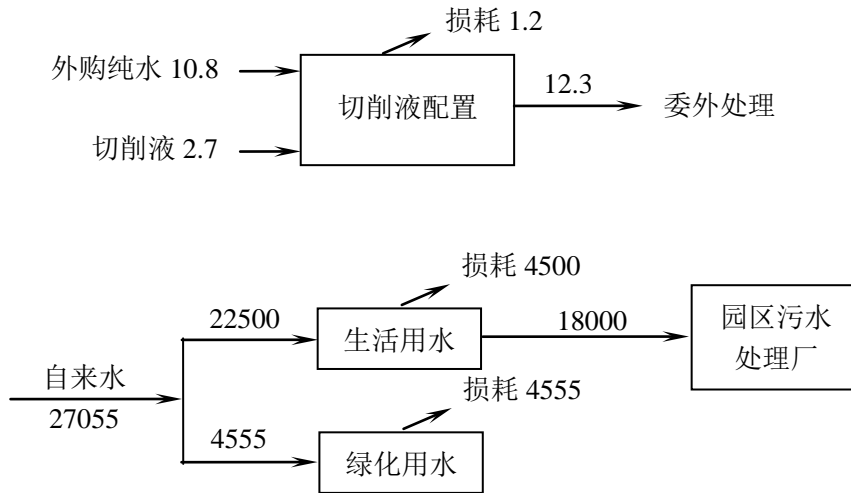 损耗 1.2
外购纯水 10.8
12.3
切削液配置
委外处理
切削液 2.7
损耗 4500
22500
18000
园区污水
生活用水
处理厂
自来水
损耗 4555
27055
4555
绿化用水